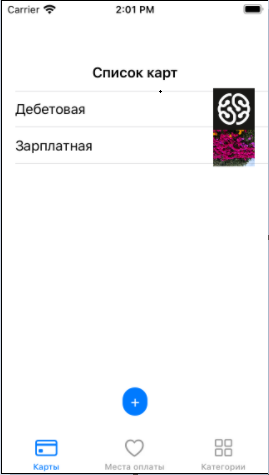 Carrier 2:01 PM
Список карт
Дебетовая
Зарплатная
+
Карты Места оплаты Категории